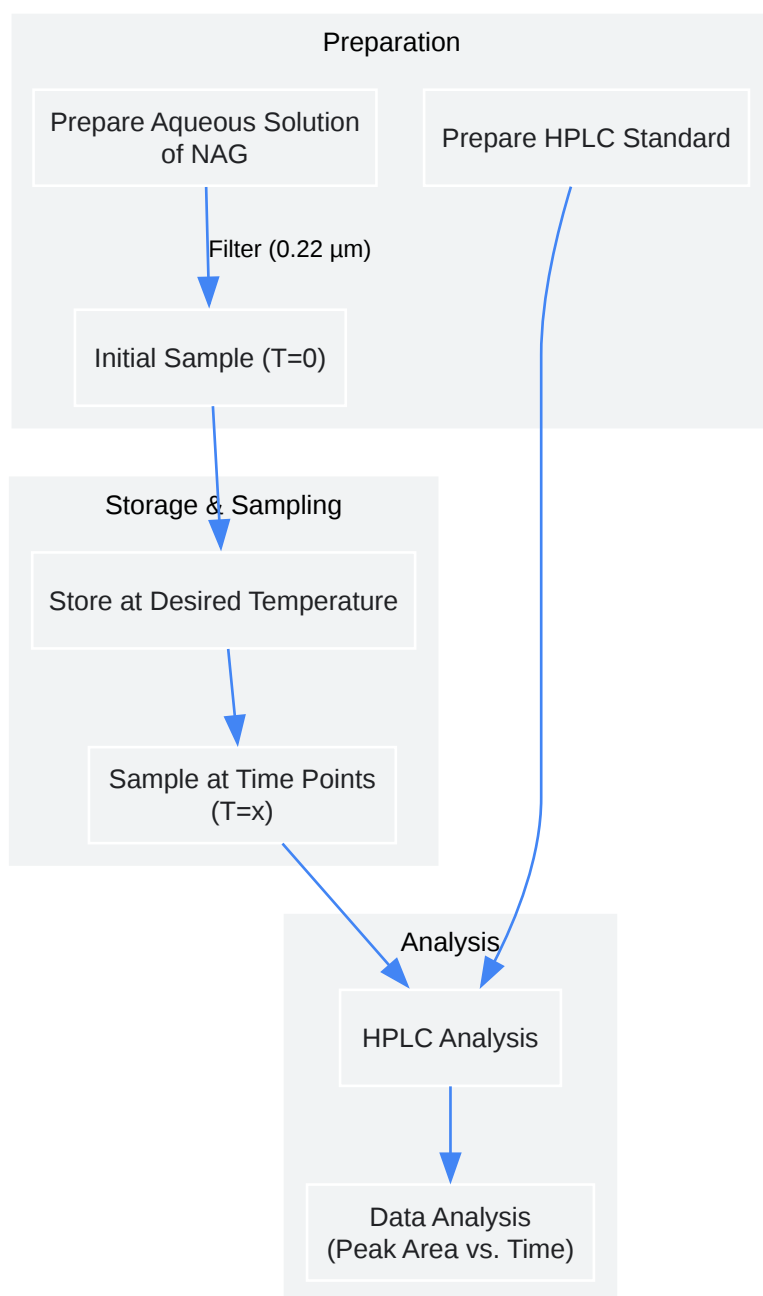 Preparation
Prepare Aqueous Solution
of NAG
Prepare HPLC Standard
Filter (0.22 µm)
Initial Sample (T=0)
Storage & Sampling
Store at Desired Temperature
Sample at Time Points
(T=x)
Analysis
HPLC Analysis
Data Analysis
(Peak Area vs. Time)